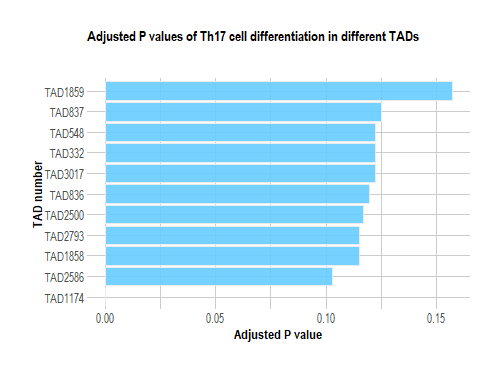 Adjusted P values of Th17 cell differentiation in different TADs
TAD number
TAD1859
TAD837
TAD548
TAD332
TAD3017
TAD836
TAD2500
TAD2793
TAD1858
TAD2586
TAD1174
0.00 0.05 0.10 0.15
Adjusted P value